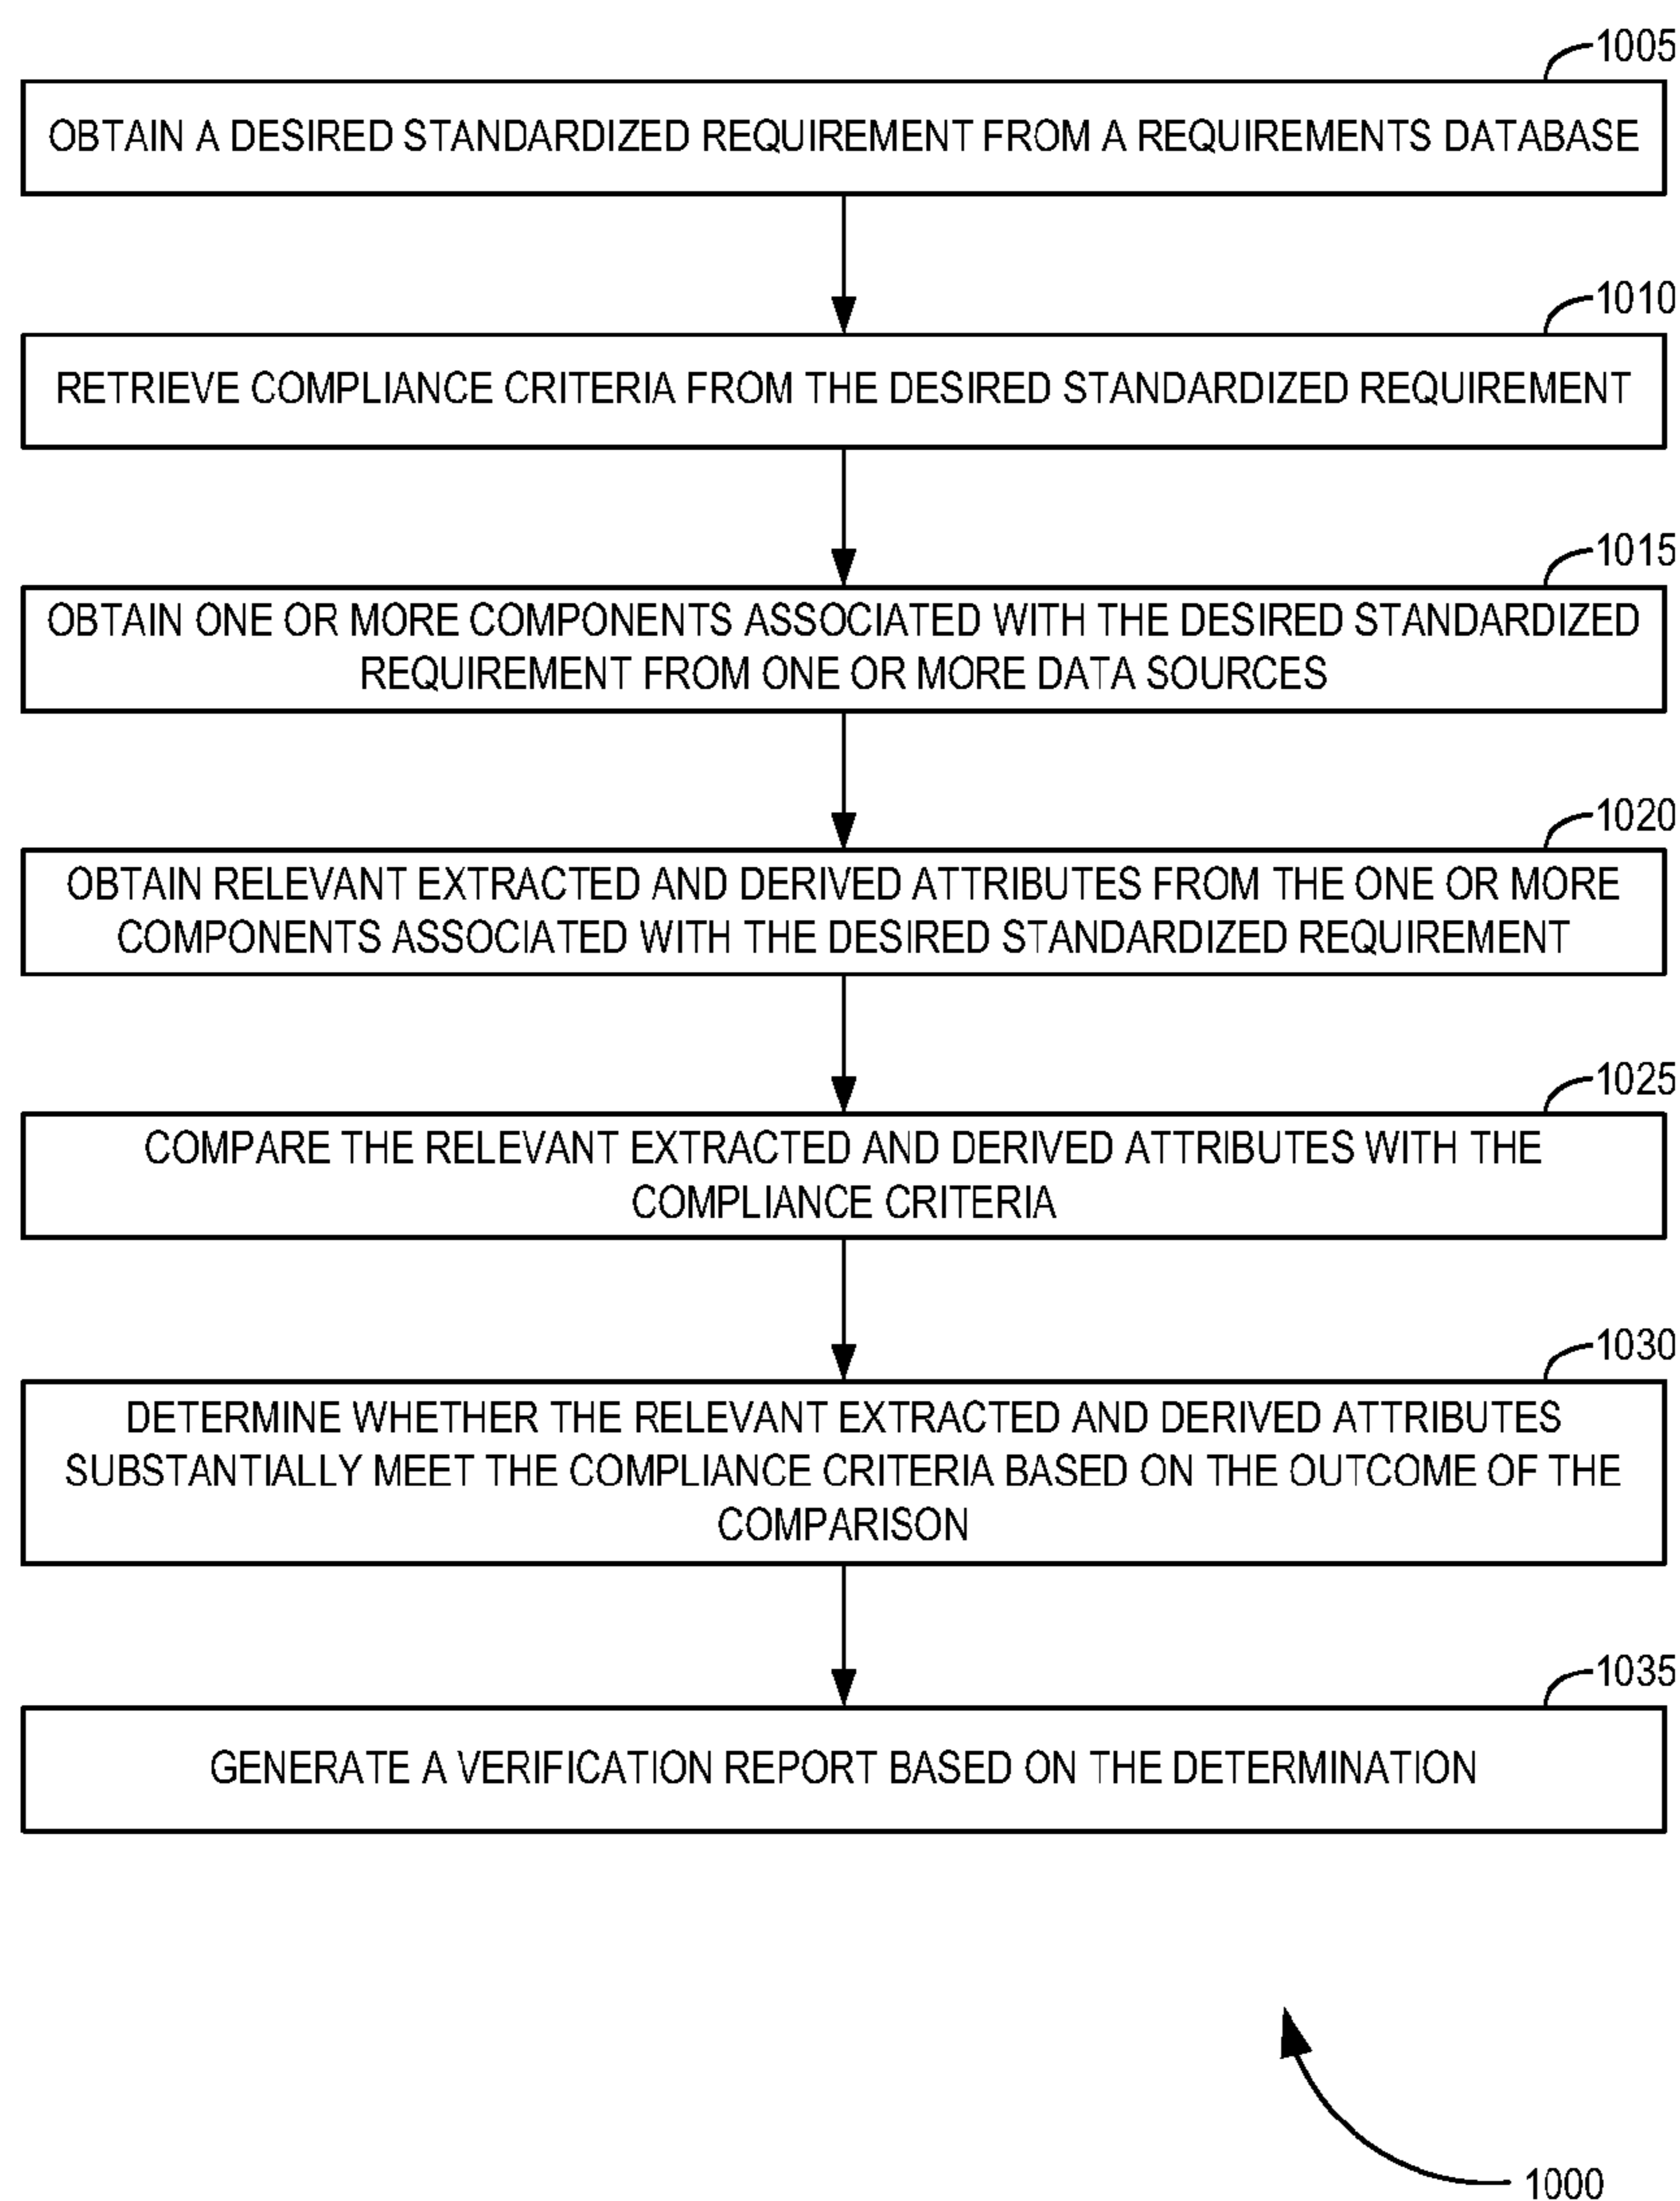 1005
OBTAIN A DESIRED STANDARDIZED REQUIREMENT FROM A REQUIREMENTS DATABASE
1010
RETRIEVE COMPLIANCE CRITERIA FROM THE DESIRED STANDARDIZED REQUIREMENT
1015
OBTAIN ONE OR MORE COMPONENTS ASSOCIATED WITH THE DESIRED STANDARDIZED
REQUIREMENT FROM ONE OR MORE DATA SOURCES
1020
OBTAIN RELEVANT EXTRACTED AND DERIVED ATTRIBUTES FROM THE ONE OR MORE
COMPONENTS ASSOCIATED WITH THE DESIRED STANDARDIZED REQUIREMENT
1025
COMPARE THE RELEVANT EXTRACTED AND DERIVED ATTRIBUTES WITH THE
COMPLIANCE CRITERIA
1030
DETERMINE WHETHER THE RELEVANT EXTRACTED AND DERIVED ATTRIBUTES
SUBSTANTIALLY MEET THE COMPLIANCE CRITERIA BASED ON THE OUTCOME OF THE
COMPARISON
1035
GENERATE A VERIFICATION REPORT BASED ON THE DETERMINATION
1000